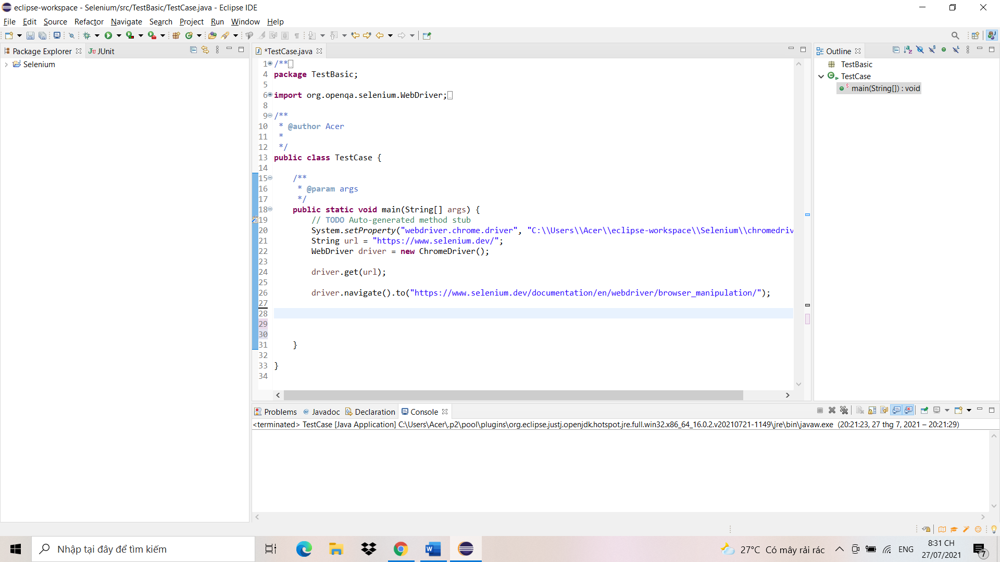 eclipse-workspace - Selenium/src/TestBasic/TestCase.java - Eclipse IDE
File Edit Source Refactor Navigate Search Project Run Window Help
Package Explorer
JUnit
Selenium
*TestCase.java
1 /**
4 package TestBasic;
5
6 import org.openqa.selenium.WebDriver;
8
9 /**
10 * @author Acer
11 *
12 */
13 public class TestCase {
14
15 /**
16 * @param args
17 */
18 public static void main(String[] args) {
19 // TODO Auto-generated method stub
20 System.setProperty("webdriver.chrome.driver", "C:\\Users\\Acer\\eclipse-workspace\\Selenium\\chromedriv
21 String url = "https://www.selenium.dev/";
22 WebDriver driver = new ChromeDriver();
23
24 driver.get(url);
25
26 driver.navigate().to("https://www.selenium.dev/documentation/en/webdriver/browser_manipulation/");
27
28
29
30
31 }
32
33 }
34
Outline
TestBasic
TestCase
main(String[]) : void
Problems @ Javadoc Declaration Console
<terminated> TestCase [Java Application] C:\Users\Acer\.p2\pool\plugins\org.eclipse.justj.openjdk.hotspot.jre.full.win32.x86_64_16.0.2.v20210721-1149\jre\bin\javaw.exe (20:21:23, 27 thg 7, 2021 – 20:21:29)
Nhập tại đây để tìm kiếm
27°C Có mây rải rác
ENG
8:31 CH
27/07/2021
7